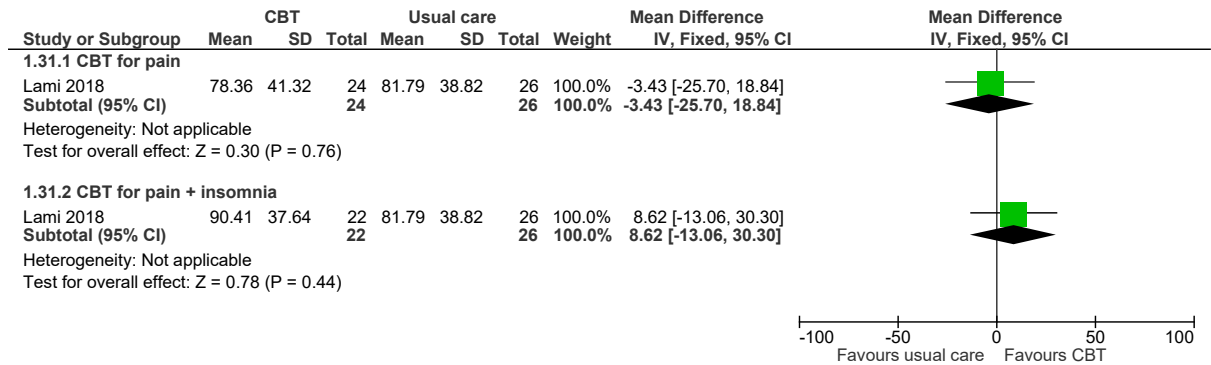 CBT Usual care Mean Difference Mean Difference
Study or Subgroup Mean SD Total Mean SD Total Weight IV, Fixed, 95% CI IV, Fixed, 95% CI
1.31.1 CBT for pain
Lami 2018 78.36 41.32 24 81.79 38.82 26 100.0% -3.43 [-25.70, 18.84]
Subtotal (95% CI) 24 26 100.0% -3.43 [-25.70, 18.84]
Heterogeneity: Not applicable
Test for overall effect: Z = 0.30 (P = 0.76)
1.31.2 CBT for pain + insomnia
Lami 2018 90.41 37.64 22 81.79 38.82 26 100.0% 8.62 [-13.06, 30.30]
Subtotal (95% CI) 22 26 100.0% 8.62 [-13.06, 30.30]
Heterogeneity: Not applicable
Test for overall effect: Z = 0.78 (P = 0.44)
-100 -50 0 50 100
Favours usual care Favours CBT